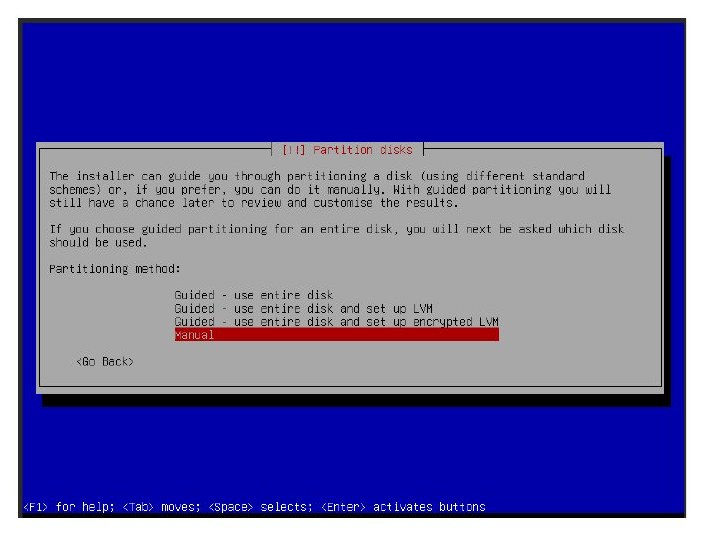 [!!] Partition disks
The installer can guide you through partitioning a disk (using different standard
schemes) or, if you prefer, you can do it manually. With guided partitioning you will
still have a chance later to review and customise the results.
If you choose guided partitioning for an entire disk, you will next be asked which disk
should be used.
Partitioning method:
Guided - use entire disk
Guided - use entire disk and set up LVM
Guided - use entire disk and set up encrypted LVM
Manual
<Go Back>
<F1> for help; <Tab> moves; <Space> selects; <Enter> activates buttons